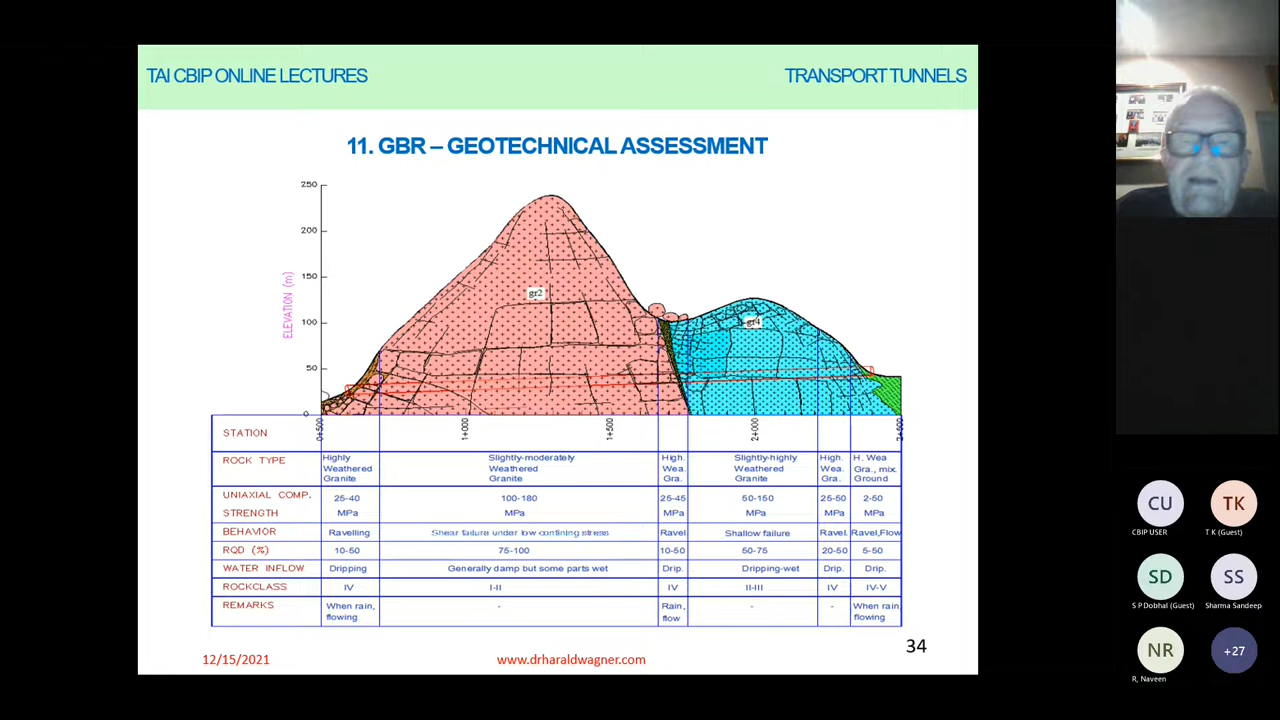 TAI CBIP ONLINE LECTURES
TRANSPORT TUNNELS
11. GBR – GEOTECHNICAL ASSESSMENT
ELEVATION (m)
250
200
150
100
50
0
gr2
gr4
STATION
0+500
1+000
1+500
2+000
2+500
ROCK TYPE
Highly Weathered Granite
Slightly-moderately Weathered Granite
High. Wea. Gra.
Slightly-highly Weathered Granite
High. Wea. Gra.
H. Wea Gra., mix. Ground
UNIAXIAL COMP. STRENGTH
25-40 MPa
100-180 MPa
25-45 MPa
50-150 MPa
25-50 MPa
2-50 MPa
BEHAVIOR
Ravelling
Shear failure under low confining stress
Ravel
Shallow failure
Ravel.
Ravel,Flow
RQD (%)
10-50
75-100
10-50
50-75
20-50
5-50
WATER INFLOW
Dripping
Generally damp but some parts wet
Drip.
Dripping-wet
Drip.
Drip.
ROCKCLASS
IV
I-II
IV
II-III
IV
IV-V
REMARKS
When rain, flowing
-
Rain, flow
-
-
When rain, flowing
12/15/2021
www.drharaldwagner.com
34
CU
CBIP USER
TK
T K (Guest)
SD
S P Dobhal (Guest)
SS
Sharma Sandeep
NR
R, Naveen
+27